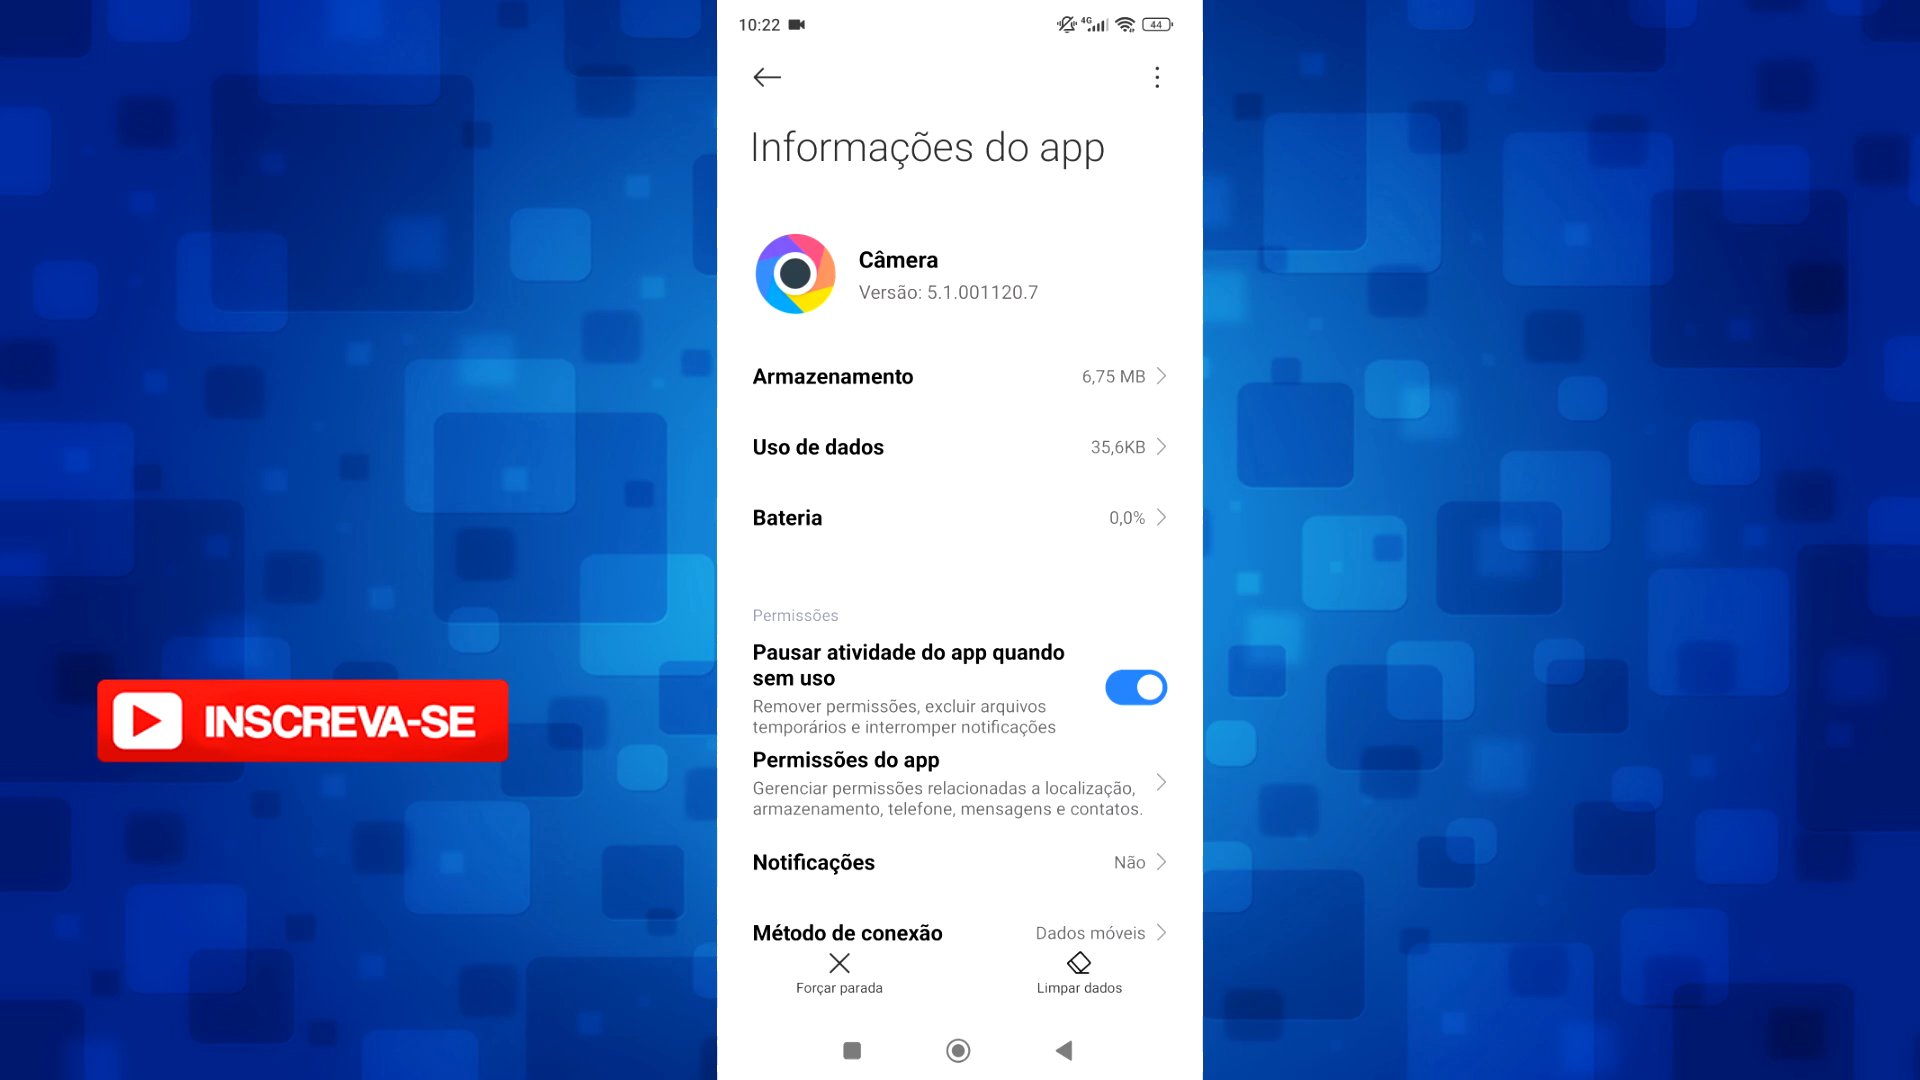 10:22
4G
44
Informações do app
Câmera
Versão: 5.1.001120.7
Armazenamento 6,75 MB
Uso de dados 35,6KB
Bateria 0,0%
Permissões
Pausar atividade do app quando
sem uso
Remover permissões, excluir arquivos
temporários e interromper notificações
Permissões do app
Gerenciar permissões relacionadas a localização,
armazenamento, telefone, mensagens e contatos.
Notificações Não
Método de conexão Dados móveis
Forçar parada Limpar dados
INSCREVA-SE